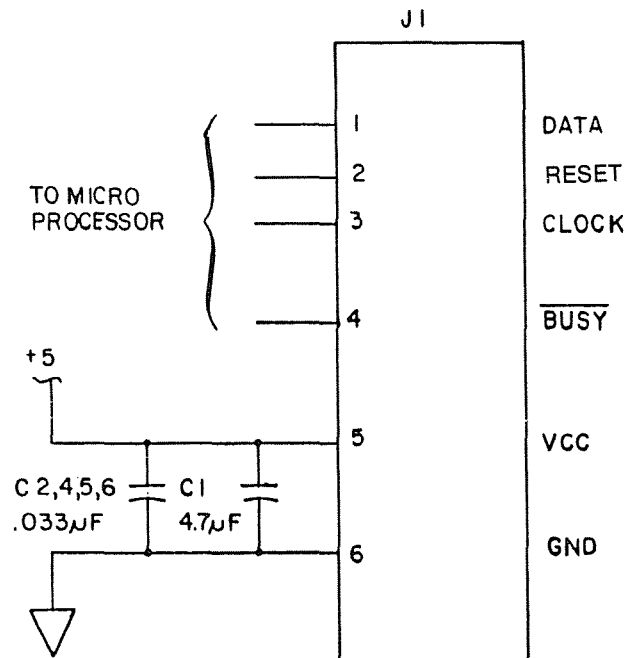 J1
1 DATA
2 RESET
TO MICRO
PROCESSOR
3 CLOCK
4 BUSY
+5
5 VCC
C 2,4,5,6
.033µF
C1
4.7µF
6 GND